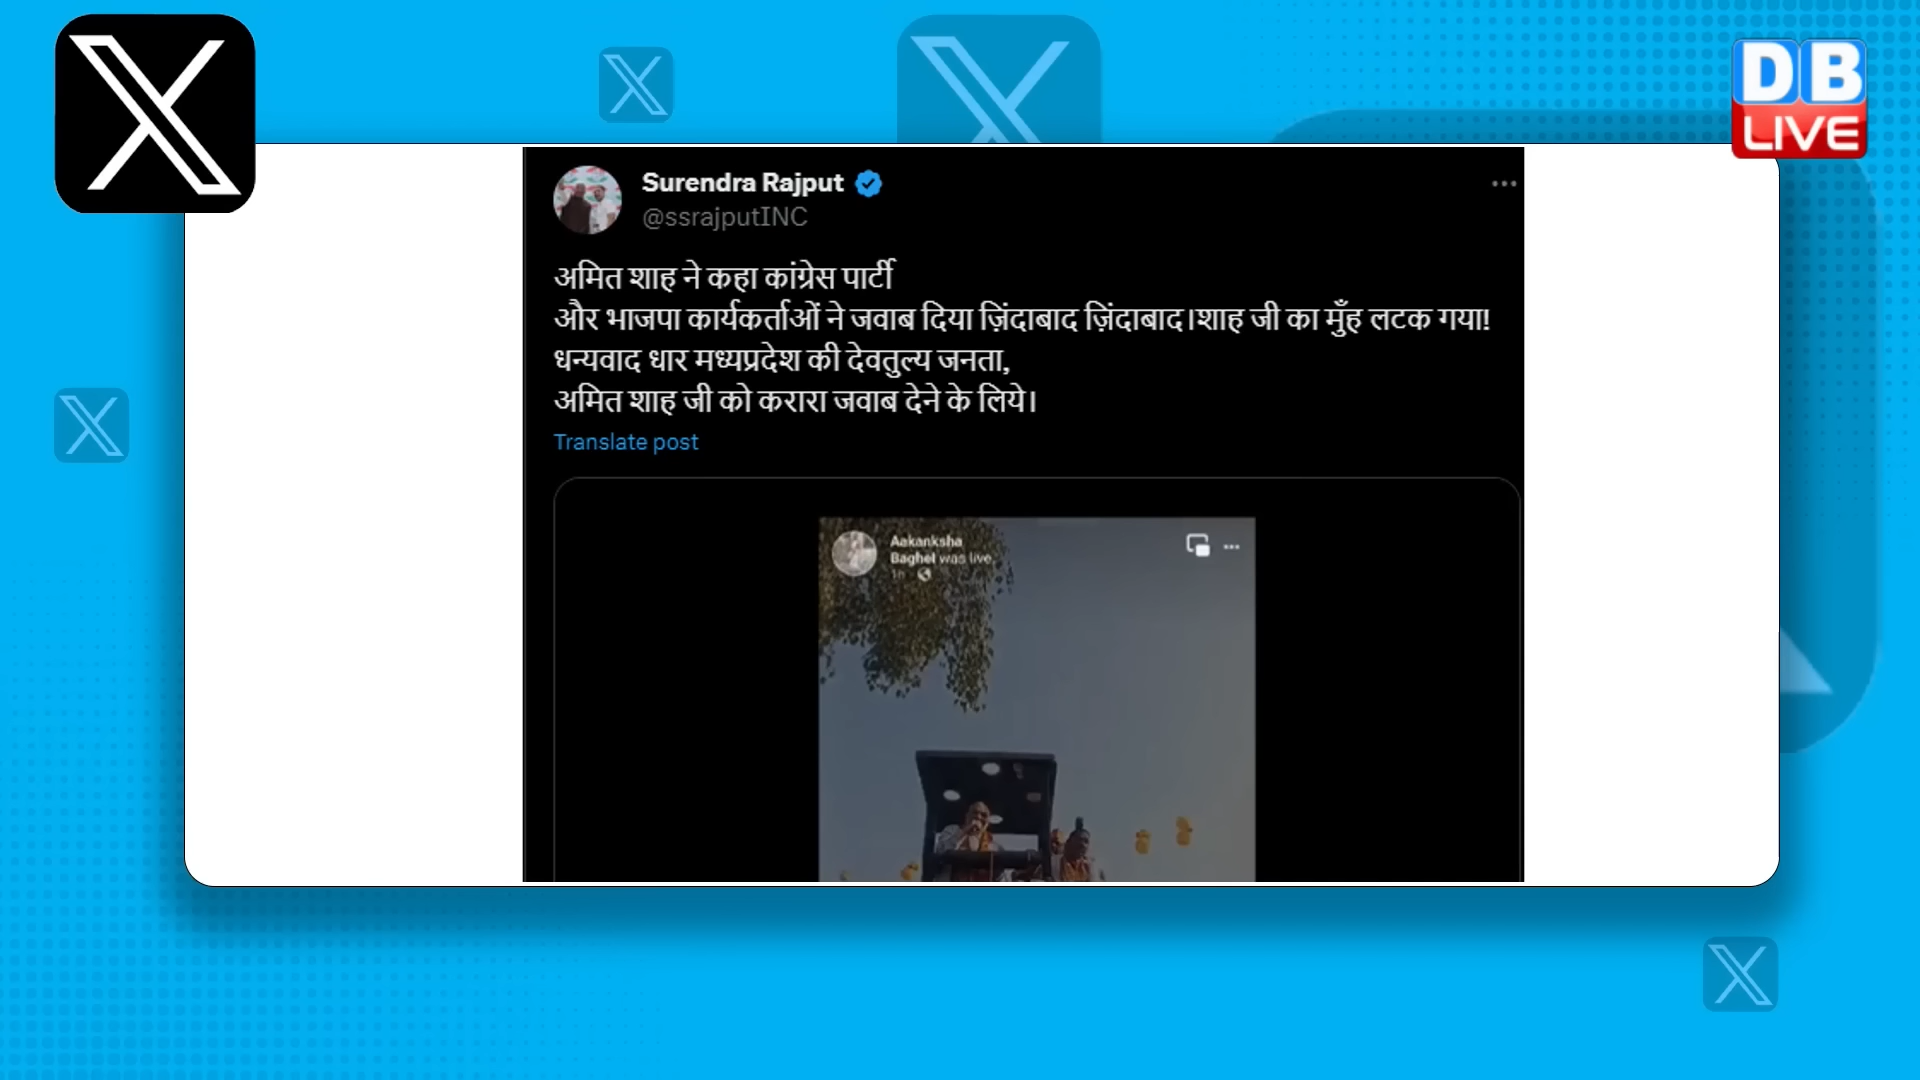 DB
LIVE
Surendra Rajput
@ssrajputINC
अमित शाह ने कहा कांग्रेस पार्टी
और भाजपा कार्यकर्ताओं ने जवाब दिया ज़िंदाबाद ज़िंदाबाद।शाह जी का मुँह लटक गया!
धन्यवाद धार मध्यप्रदेश की देवतुल्य जनता,
अमित शाह जी को करारा जवाब देने के लिये।
Translate post
Aakanksha
Baghel was live
1h